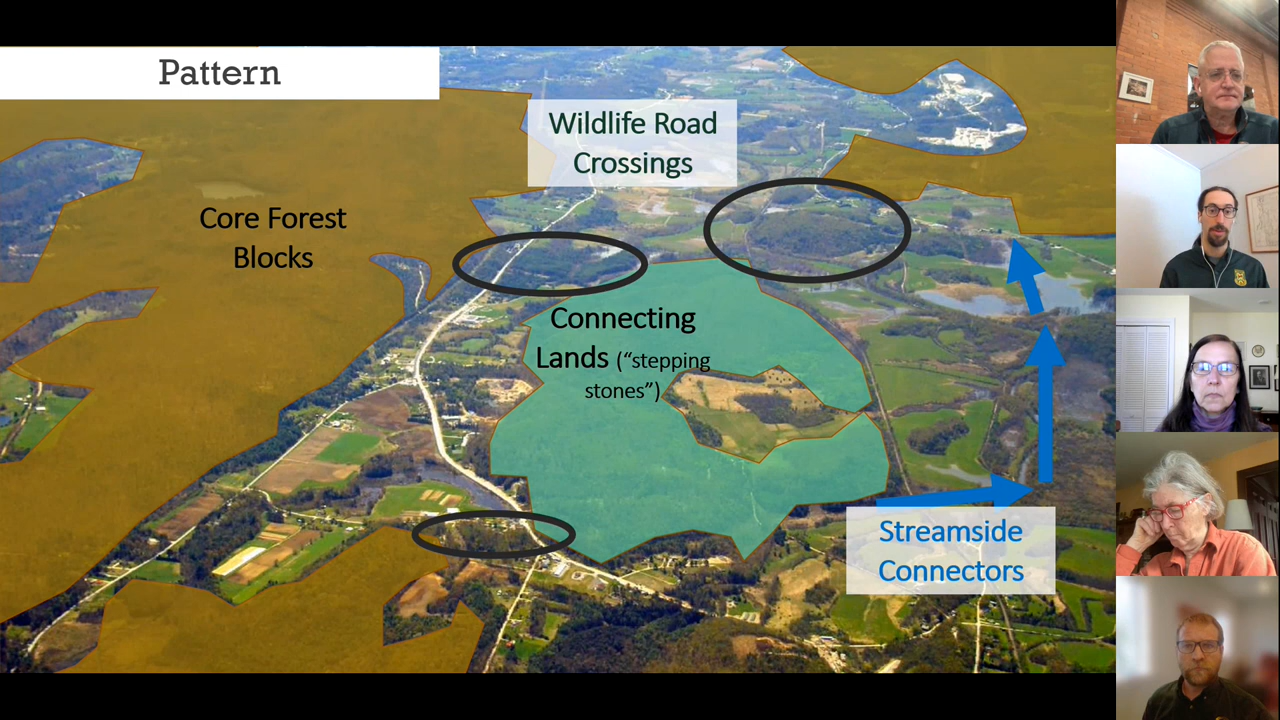 Pattern
Wildlife Road
Crossings
Core Forest
Blocks
Connecting
Lands (“stepping
stones”)
Streamside
Connectors